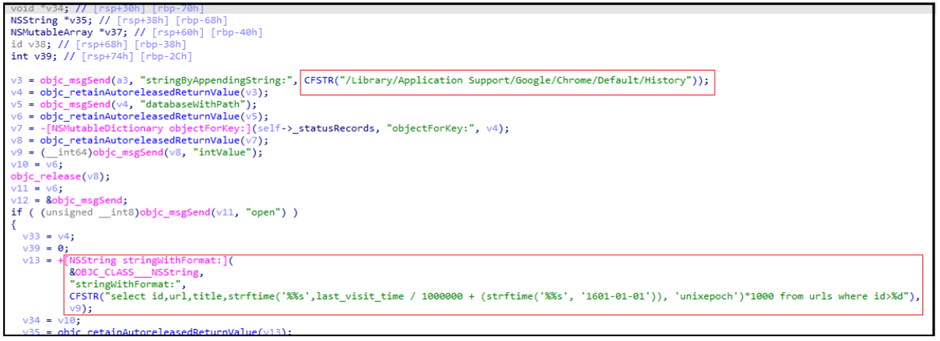 void *v34; // [rsp+30h] [rbp-70h]
NSString *v35; // [rsp+38h] [rbp-68h]
NSMutableArray *v37; // [rsp+60h] [rbp-40h]
id v38; // [rsp+68h] [rbp-38h]
int v39; // [rsp+74h] [rbp-2Ch]
v3 = objc_msgSend(a3, "stringByAppendingString:", CFSTR("/Library/Application Support/Google/Chrome/Default/History"));
v4 = objc_retainAutoreleasedReturnValue(v3);
v5 = objc_msgSend(v4, "databaseWithPath");
v6 = objc_retainAutoreleasedReturnValue(v5);
v7 = -[NSMutableDictionary objectForKey:](self->_statusRecords, "objectForKey:", v4);
v8 = objc_retainAutoreleasedReturnValue(v7);
v9 = (__int64)objc_msgSend(v8, "intValue");
v10 = v6;
objc_release(v8);
v11 = v6;
v12 = &objc_msgSend;
if ( (unsigned __int8)objc_msgSend(v11, "open") )
{
v33 = v4;
v39 = 0;
v13 = +[NSString stringWithFormat:](
&OBJC_CLASS___NSString,
"stringWithFormat:",
CFSTR("select id,url,title,strftime('%%s',last_visit_time / 1000000 + (strftime('%%s', '1601-01-01')), 'unixepoch')*1000 from urls where id>%d"),
v9);
v34 = v10;
v35 = objc_retainAutoreleasedReturnValue(v13);